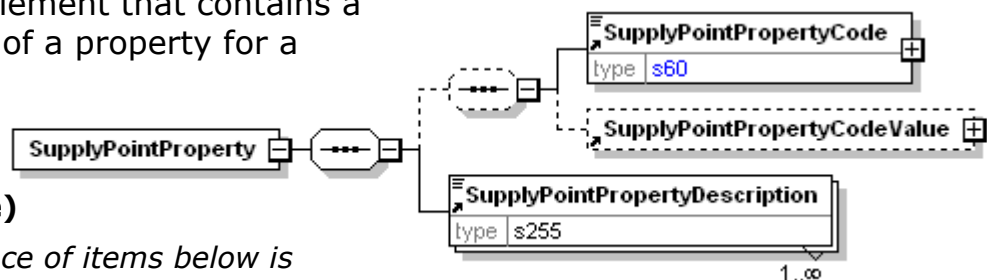 lement that contains a
of a property for a
e)
ce of items below is
SupplyPointProperty
SupplyPointPropertyCode
type s60
SupplyPointPropertyCodeValue
SupplyPointPropertyDescription
type s255
1..∞